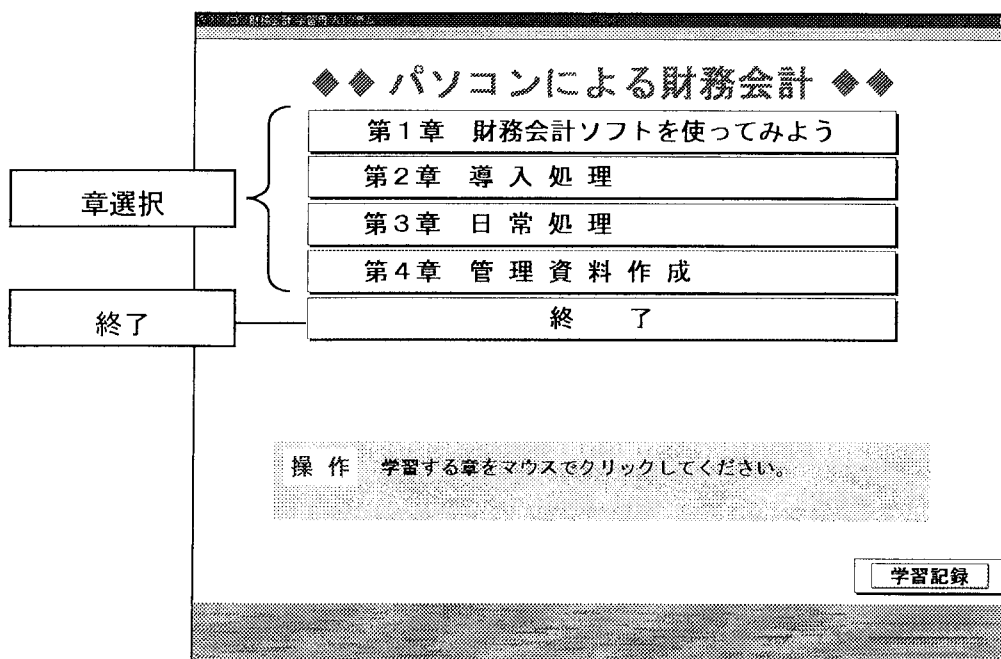 ◆◆ パソコンによる財務会計 ◆◆
第1章 財務会計ソフトを使ってみよう
第2章 導入処理
第3章 日常処理
第4章 管理資料作成
終 了
章選択
終了
操作 学習する章をマウスでクリックしてください。
学習記録